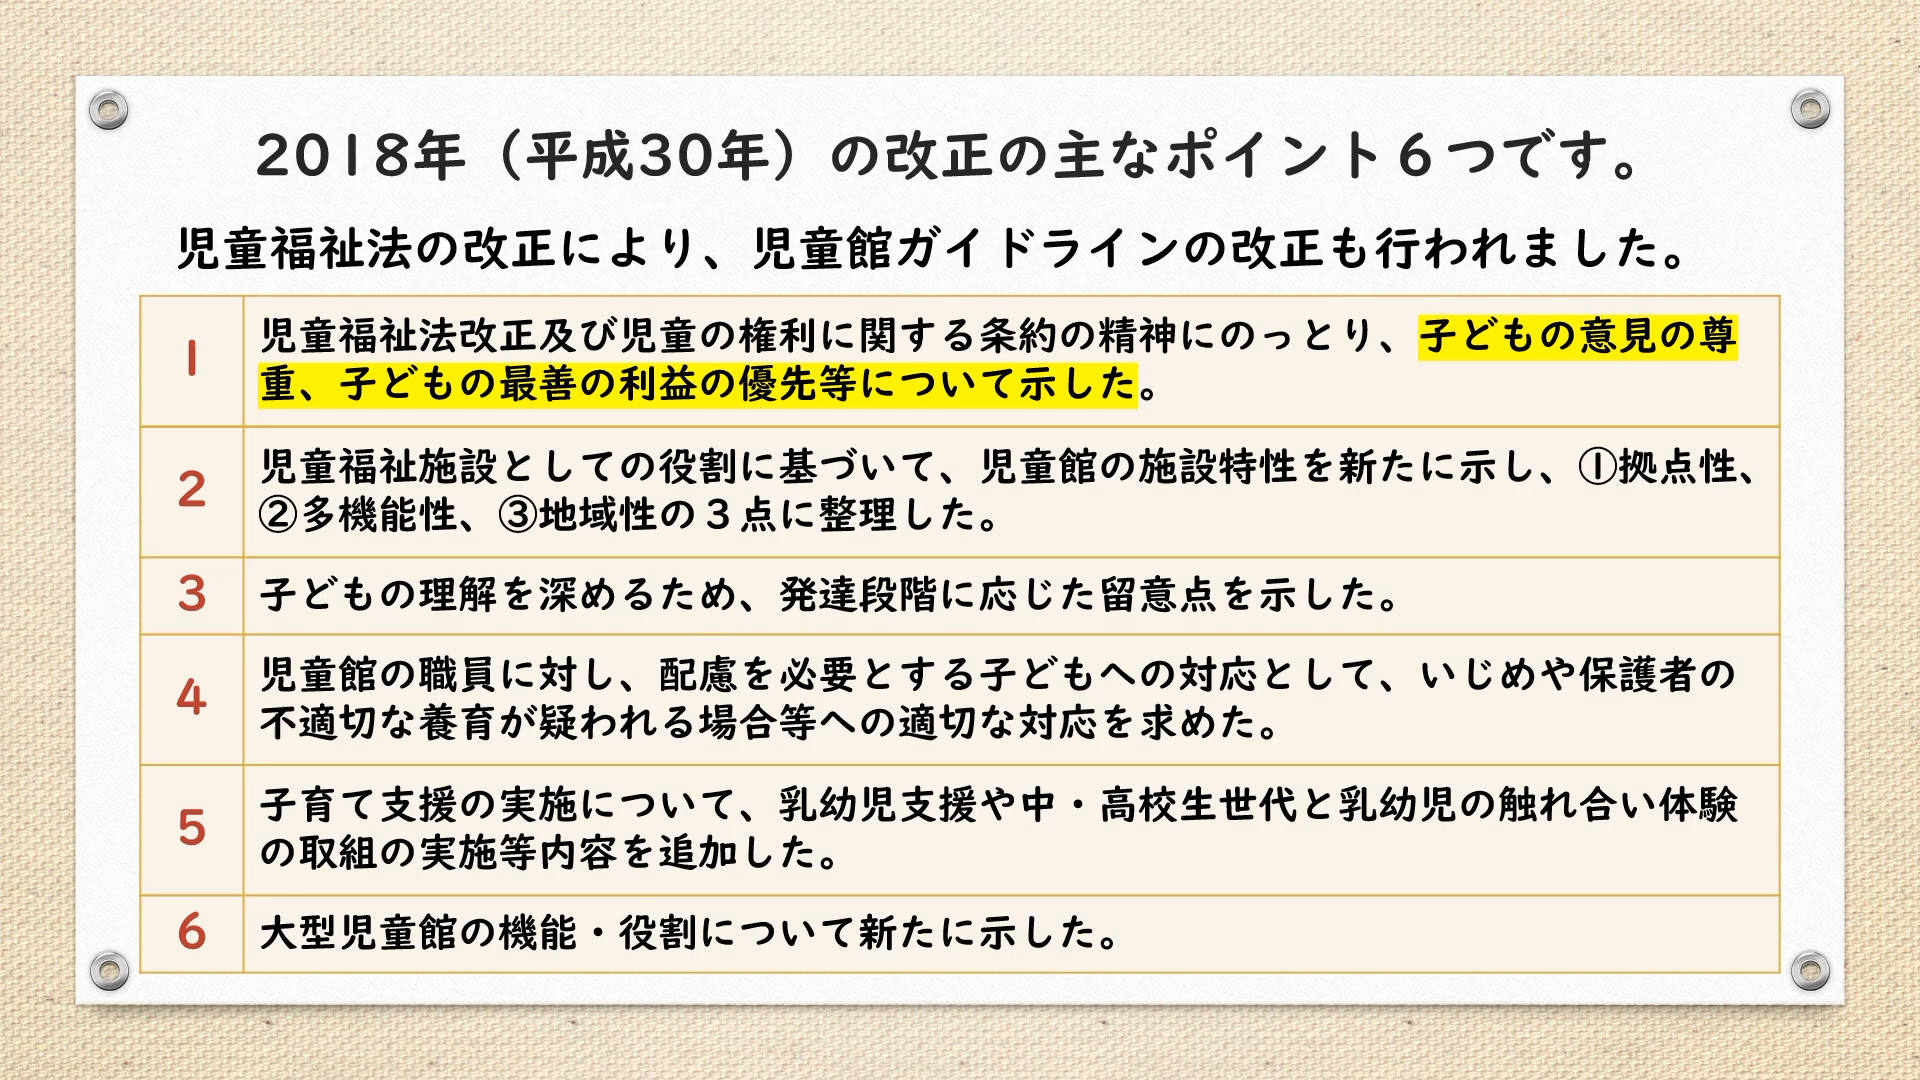 2018年（平成30年）の改正の主なポイント６つです。
児童福祉法の改正により、児童館ガイドラインの改正も行われました。
1
児童福祉法改正及び児童の権利に関する条約の精神にのっとり、子どもの意見の尊
重、子どもの最善の利益の優先等について示した。
2
児童福祉施設としての役割に基づいて、児童館の施設特性を新たに示し、①拠点性、
②多機能性、③地域性の３点に整理した。
3
子どもの理解を深めるため、発達段階に応じた留意点を示した。
4
児童館の職員に対し、配慮を必要とする子どもへの対応として、いじめや保護者の
不適切な養育が疑われる場合等への適切な対応を求めた。
5
子育て支援の実施について、乳幼児支援や中・高校生世代と乳幼児の触れ合い体験
の取組の実施等内容を追加した。
6
大型児童館の機能・役割について新たに示した。